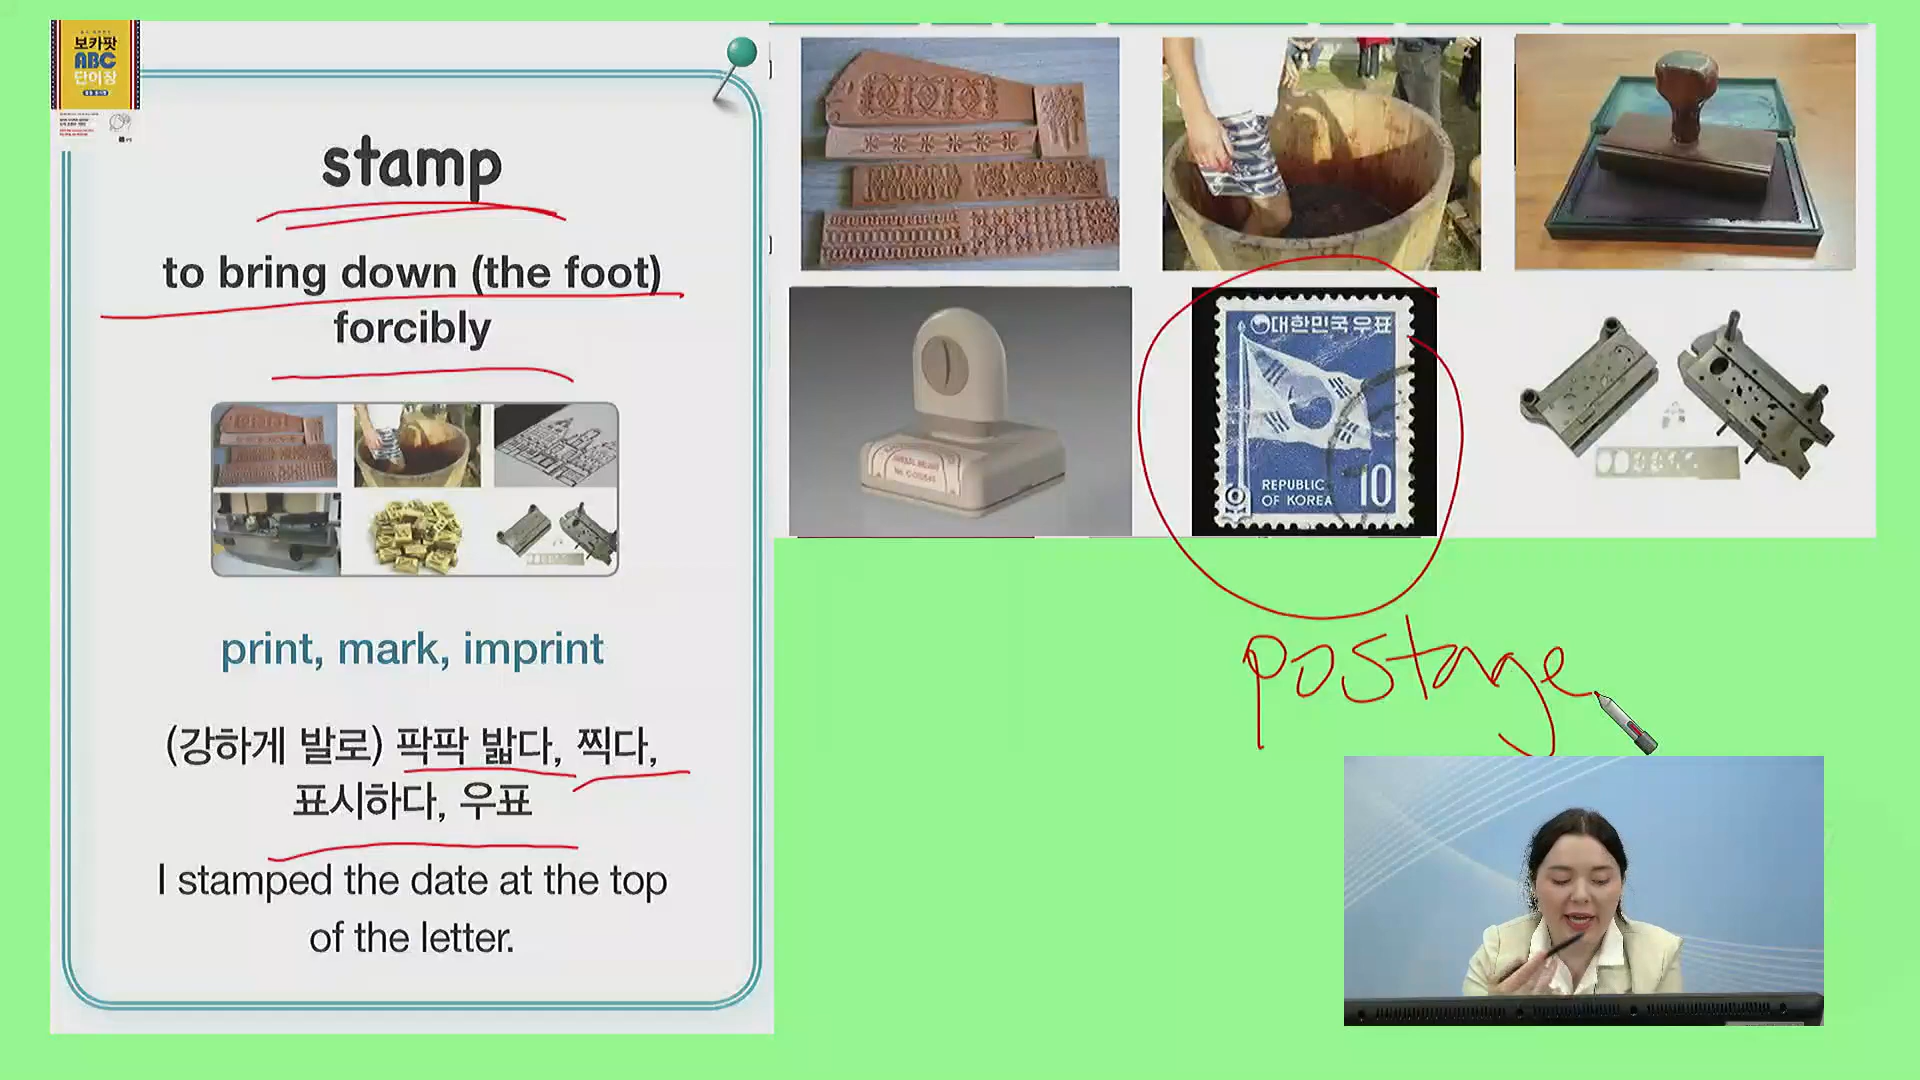 보카팟
ABC
단어장
stamp
to bring down (the foot)
forcibly
print, mark, imprint
(강하게 발로) 팍팍 밟다, 찍다,
표시하다, 우표
I stamped the date at the top
of the letter.
대한민국우표
REPUBLIC
OF KOREA
10
postage